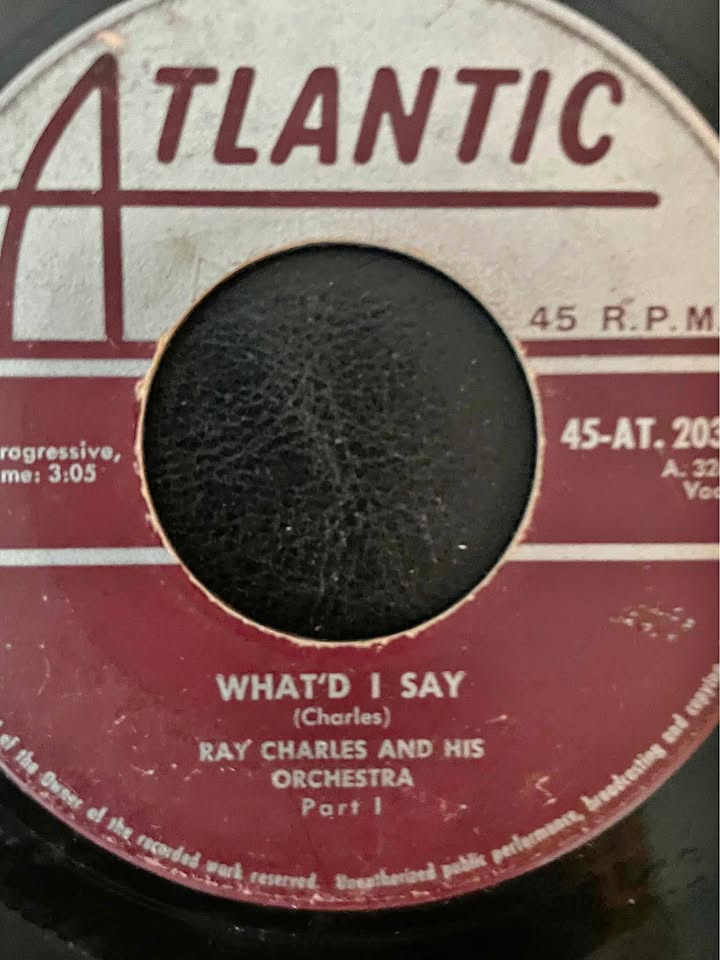 ATLANTIC
45 R.P.M
rogressive,
me: 3:05
45-AT. 203
A. 32
Voc
WHAT'D I SAY
(Charles)
RAY CHARLES AND HIS
ORCHESTRA
Part I
of the Owner of the recorded work reserved. Unauthorized public performance, broadcasting and copying